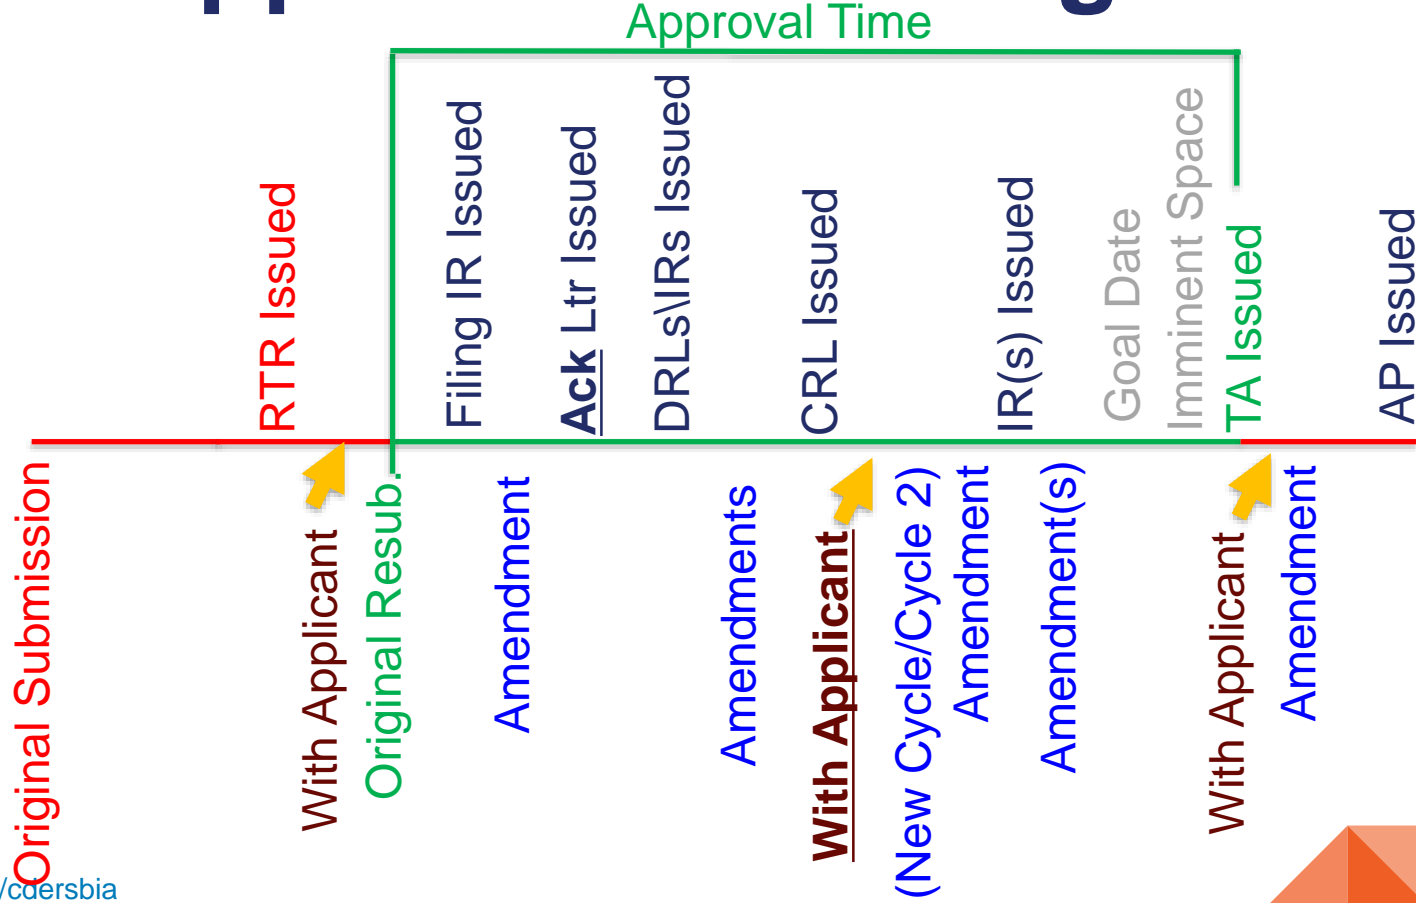 Approval Time
RTR Issued
Filing IR Issued
Ack Ltr Issued
DRLs\IRs Issued
CRL Issued
IR(s) Issued
Goal Date
Imminent Space
TA Issued
AP Issued
Original Submission
With Applicant
Original Resub.
Amendment
Amendments
With Applicant
(New Cycle/Cycle 2)
Amendment
Amendment(s)
With Applicant
Amendment
/cdersbia